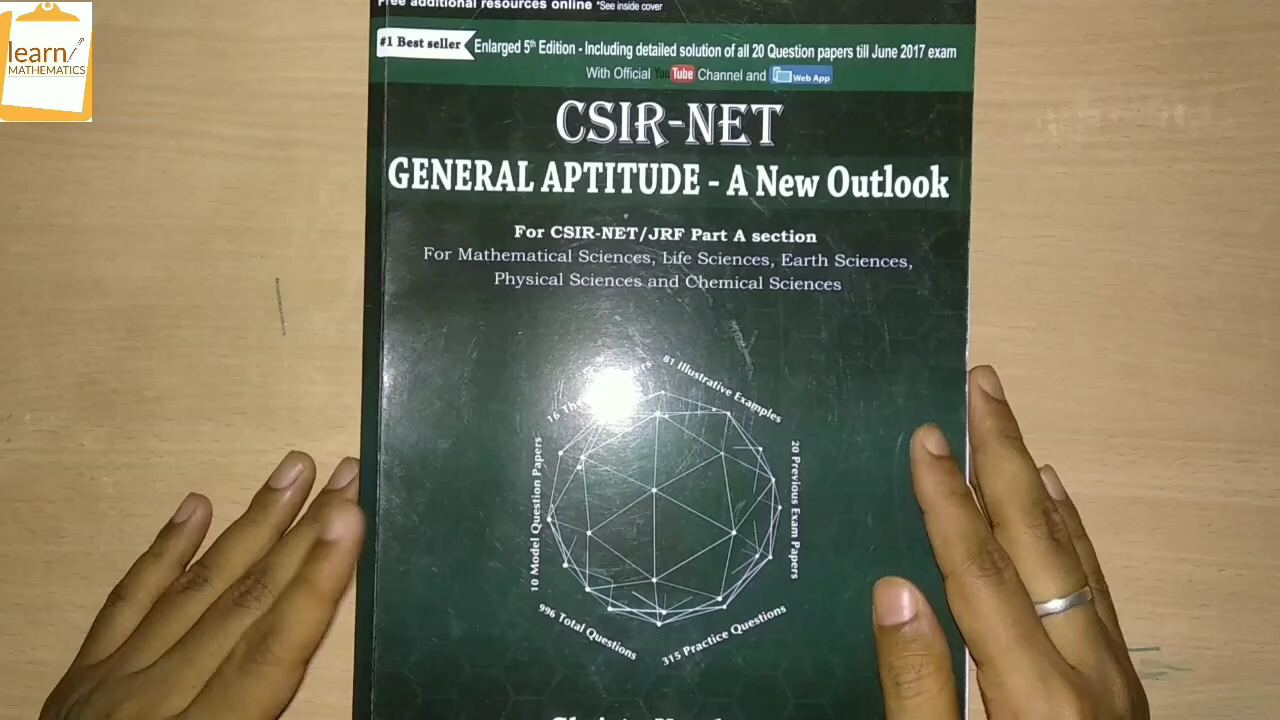 learn/
MATHEMATICS
Free additional resources online *See inside cover
#1 Best seller
Enlarged 5th Edition - Including detailed solution of all 20 Question papers till June 2017 exam
With Official YouTube Channel and Web App
CSIR-NET
GENERAL APTITUDE - A New Outlook
For CSIR-NET/JRF Part A section
For Mathematical Sciences, Life Sciences, Earth Sciences,
Physical Sciences and Chemical Sciences
16
81 Illustrative Examples
10 Model Question Papers
20 Previous Exam Papers
996 Total Questions
315 Practice Questions